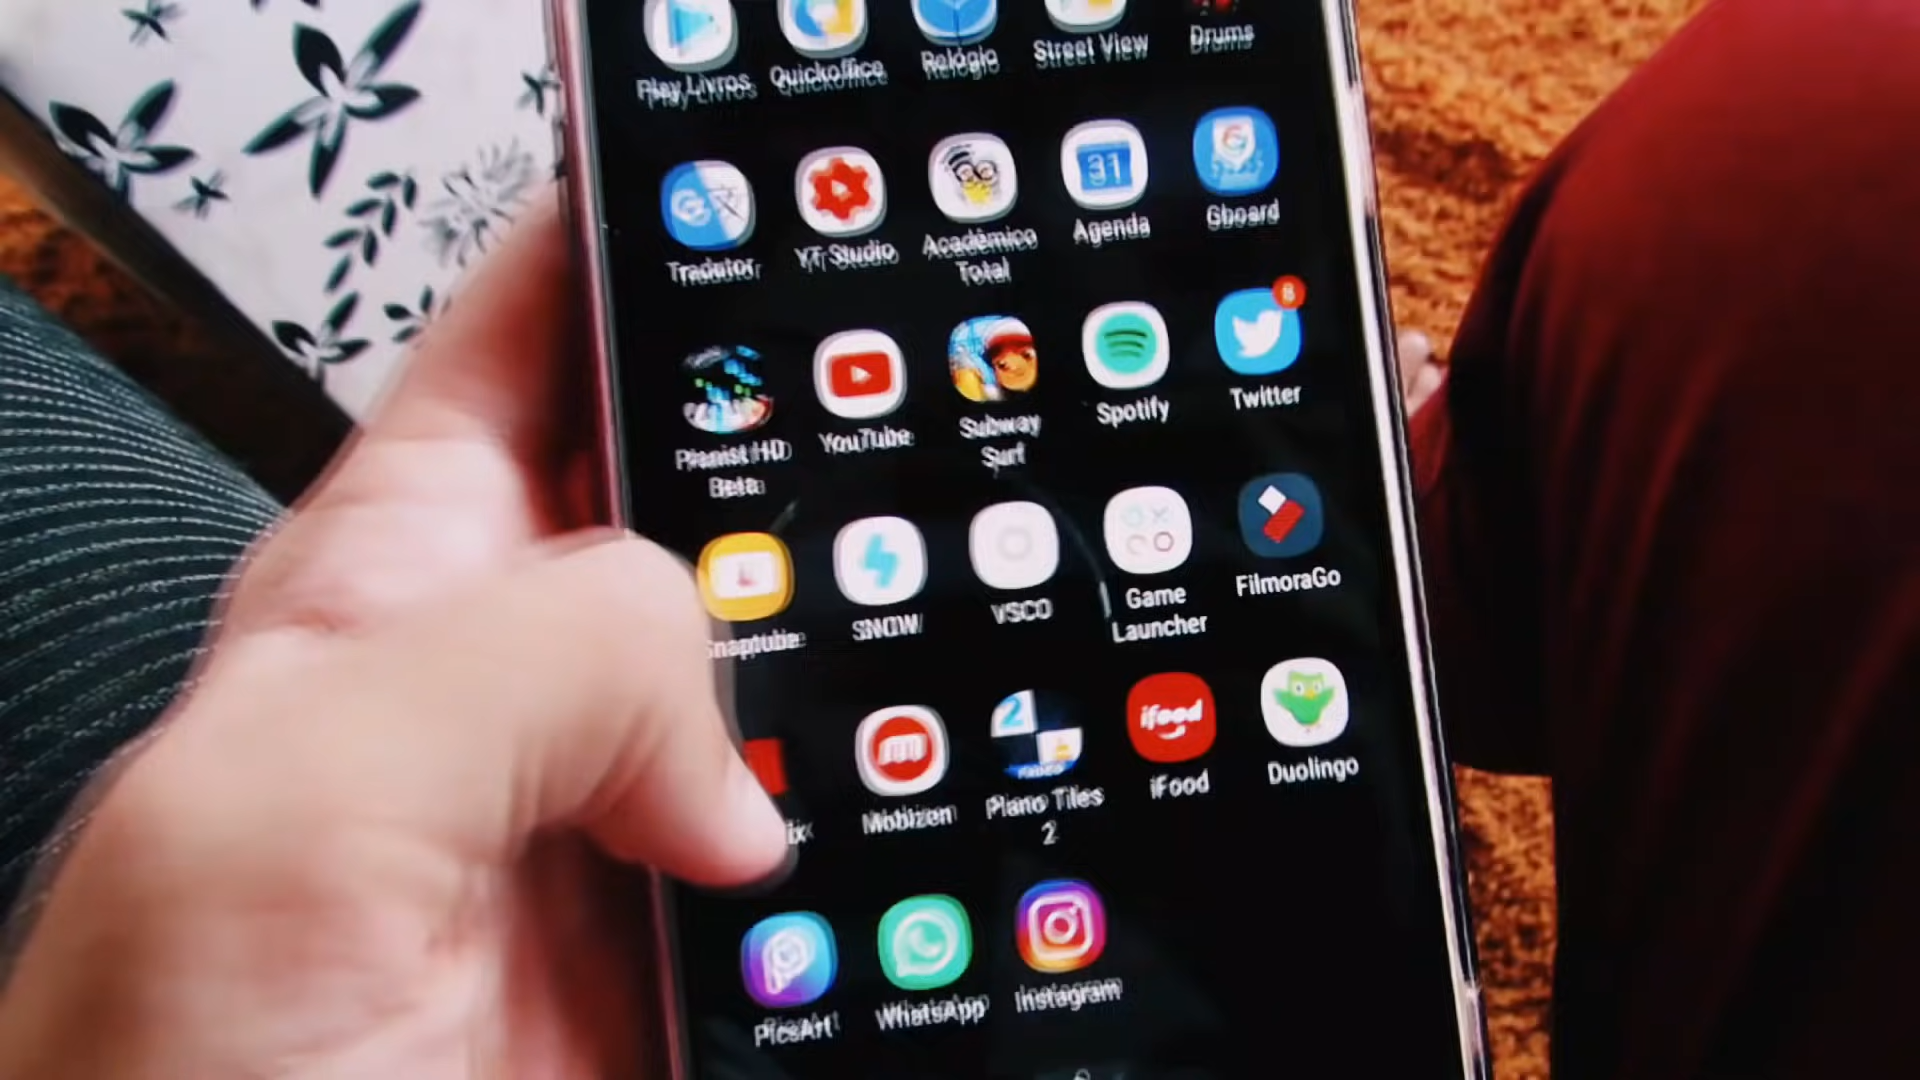 Play Livros
Quickoffice
Relógio
Street View
Drums
31
Tradutor
YT Studio
Acadêmico
Total
Agenda
Gboard
8
Pianist HD
Beta
YouTube
Subway
Surf
Spotify
Twitter
Snaptube
SNOW
VSCO
Game
Launcher
FilmoraGo
2
ifood
ix
Mobizen
Piano Tiles
2
iFood
Duolingo
PicsArt
WhatsApp
Instagram